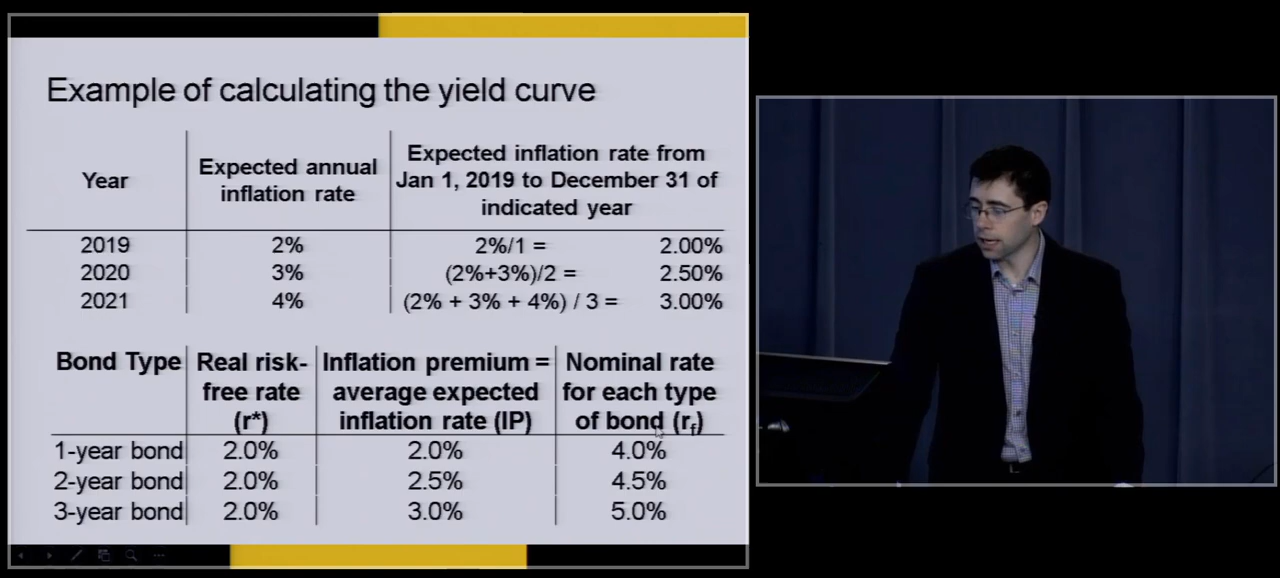 Example of calculating the yield curve
Year
Expected annual
inflation rate
Expected inflation rate from
Jan 1, 2019 to December 31 of
indicated year
2019 2% 2%/1 = 2.00%
2020 3% (2%+3%)/2 = 2.50%
2021 4% (2% + 3% + 4%) / 3 = 3.00%
Bond Type
Real risk-
free rate
(r*)
Inflation premium =
average expected
inflation rate (IP)
Nominal rate
for each type
of bond (rf)
1-year bond 2.0% 2.0% 4.0%
2-year bond 2.0% 2.5% 4.5%
3-year bond 2.0% 3.0% 5.0%